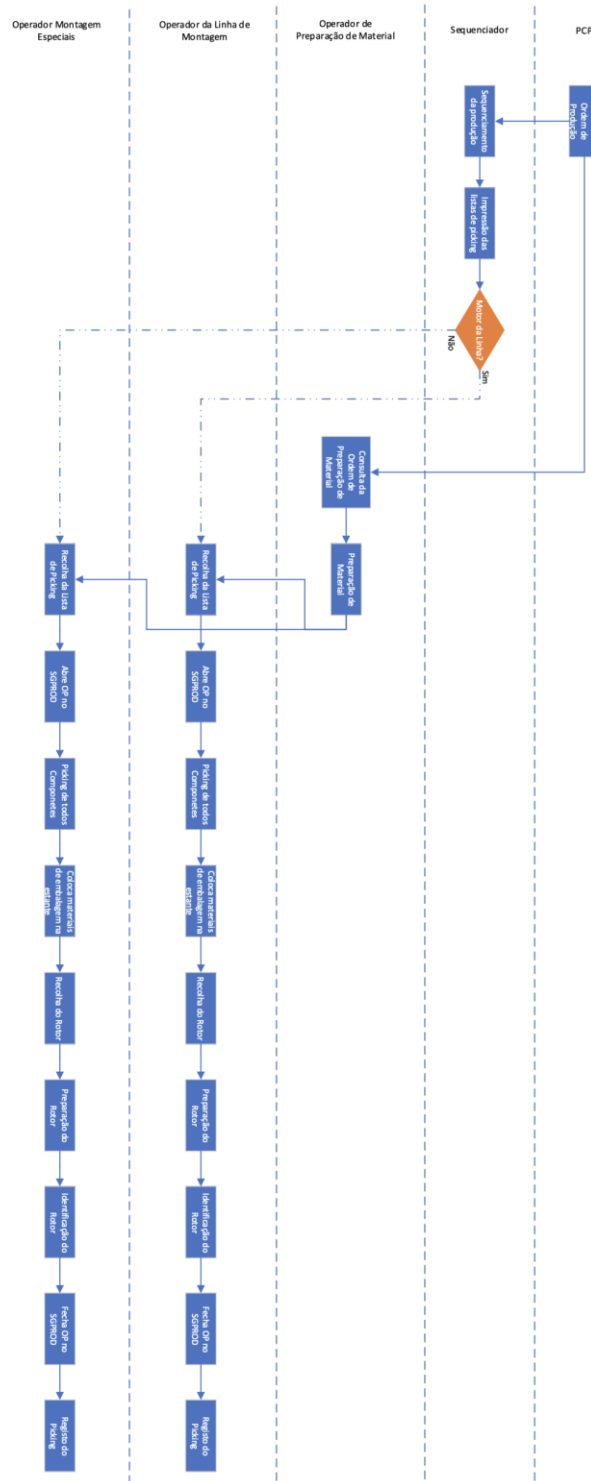 Operador Montagem
Especiais
Operador da Linha de
Montagem
Operador de
Preparação de Material
Sequenciador
PCP
Ordem de
Produção
Sequenciamento
da produção
Impressão das
listas de picking
Motor da Linha?
Não
Sim
Consulta da
Ordem de
Preparação de
Material
Preparação de
Material
Recolha da Lista
de Picking
Abre OP no
SGPROD
Picking de todos
Componetes
Coloca materiais
de embalagem na
estante
Recolha do Rotor
Preparação do
Rotor
Identificação do
Rotor
Fecha OP no
SGPROD
Registo do
Picking
Recolha da Lista
de Picking
Abre OP no
SGPROD
Picking de todos
Componetes
Coloca materiais
de embalagem na
estante
Recolha do Rotor
Preparação do
Rotor
Identificação do
Rotor
Fecha OP no
SGPROD
Registo do
Picking